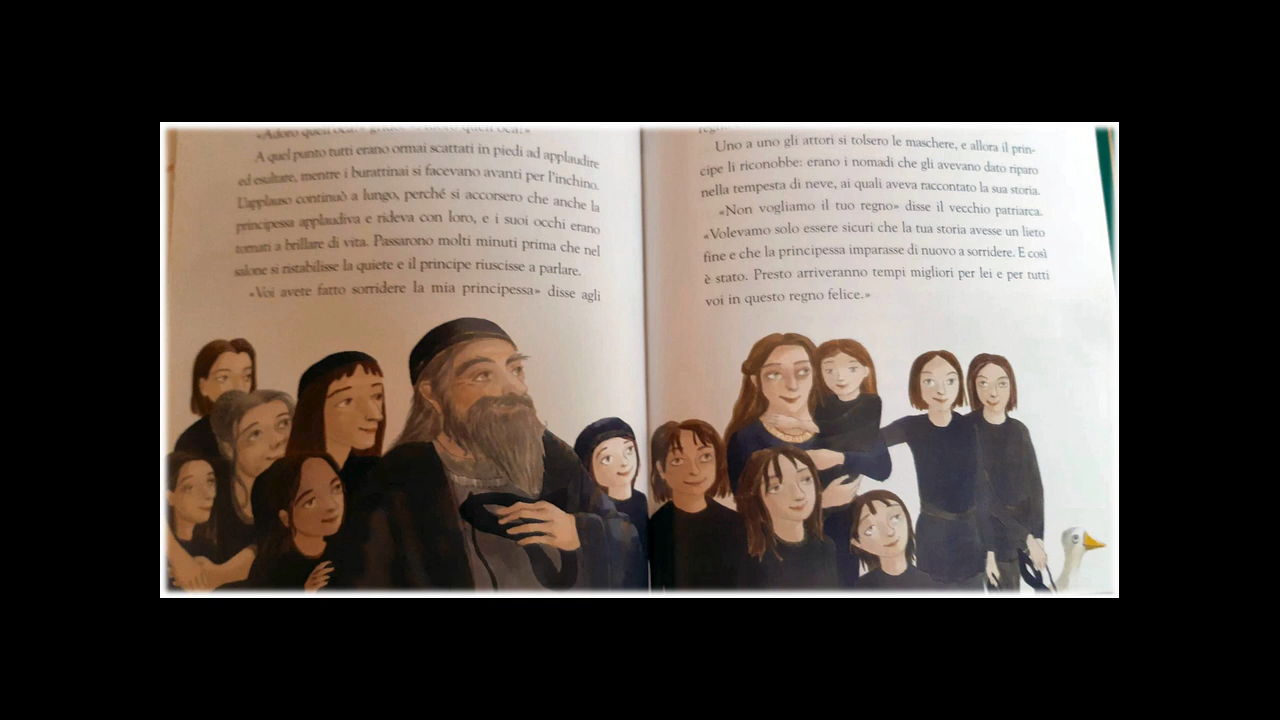 «Adoro quell'oca!»
A quel punto tutti erano ormai scattati in piedi ad applaudire
ed esultare, mentre i burattinai si facevano avanti per l'inchino.
L'applauso continuò a lungo, perché si accorsero che anche la
principessa applaudiva e rideva con loro, e i suoi occhi erano
tornati a brillare di vita. Passarono molti minuti prima che nel
salone si ristabilisse la quiete e il principe riuscisse a parlare.
«Voi avete fatto sorridere la mia principessa» disse agli
Uno a uno gli attori si tolsero le maschere, e allora il prin-
cipe li riconobbe: erano i nomadi che gli avevano dato riparo
nella tempesta di neve, ai quali aveva raccontato la sua storia.
«Non vogliamo il tuo regno» disse il vecchio patriarca.
«Volevamo solo essere sicuri che la tua storia avesse un lieto
fine e che la principessa imparasse di nuovo a sorridere. E così
è stato. Presto arriveranno tempi migliori per lei e per tutti
voi in questo regno felice.»